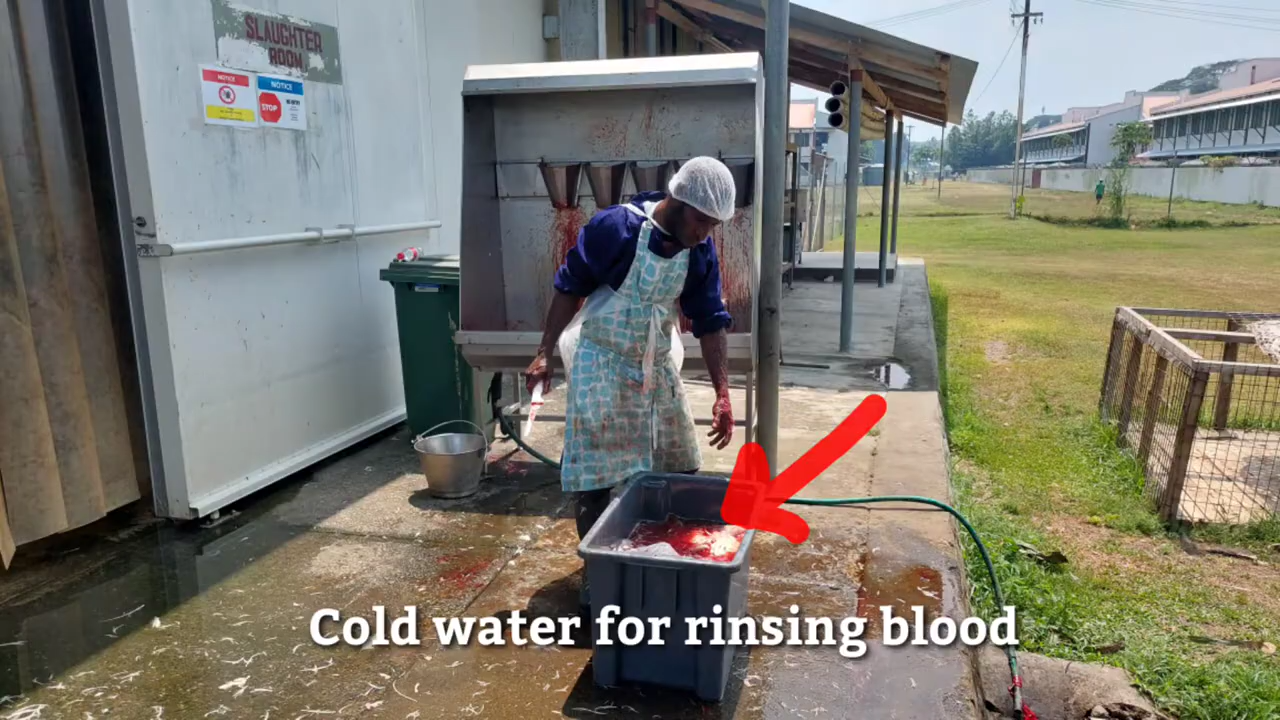 SLAUGHTER
ROOM
NOTICE
NOTICE
STOP
Cold water for rinsing blood